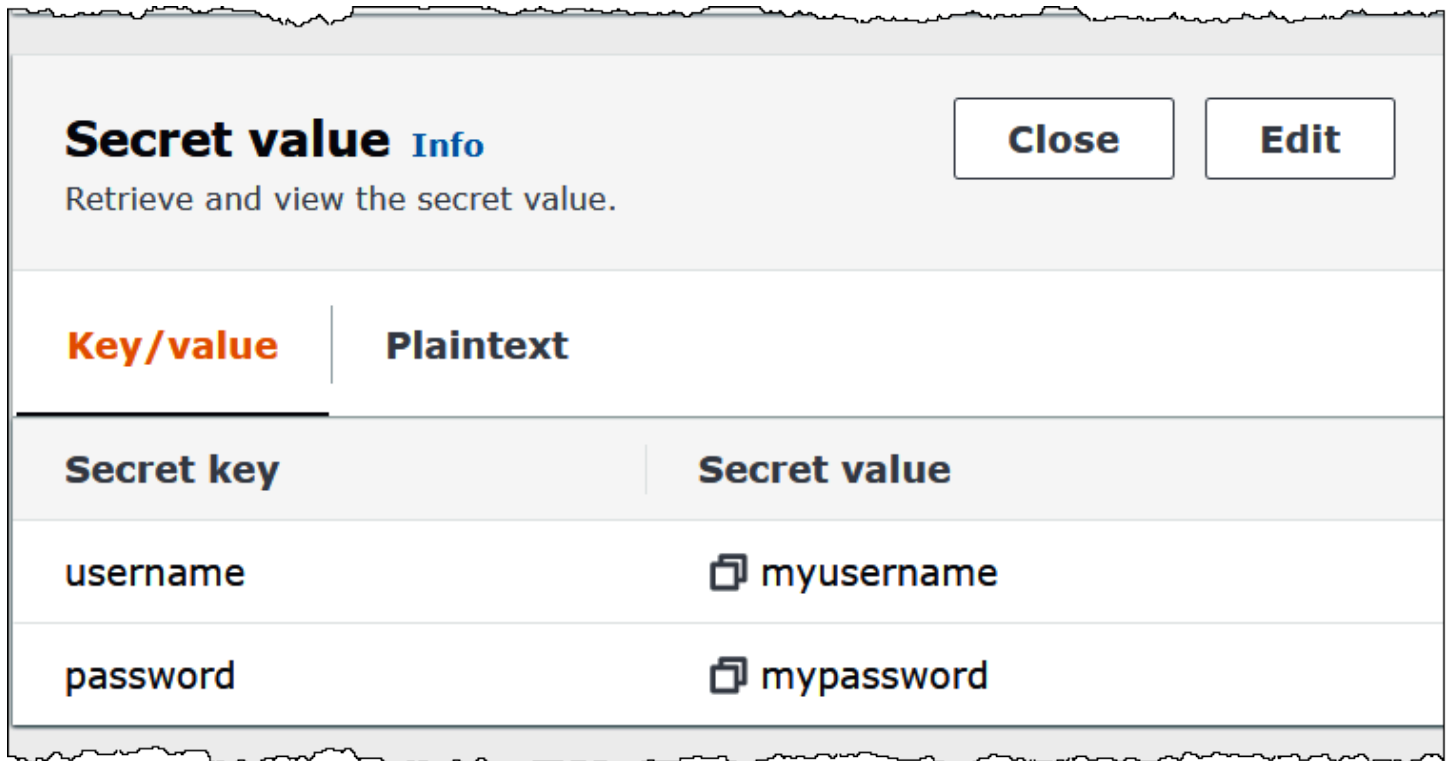 Secret value Info
Close
Edit
Retrieve and view the secret value.
Key/value
Plaintext
Secret key
Secret value
username
myusername
password
mypassword